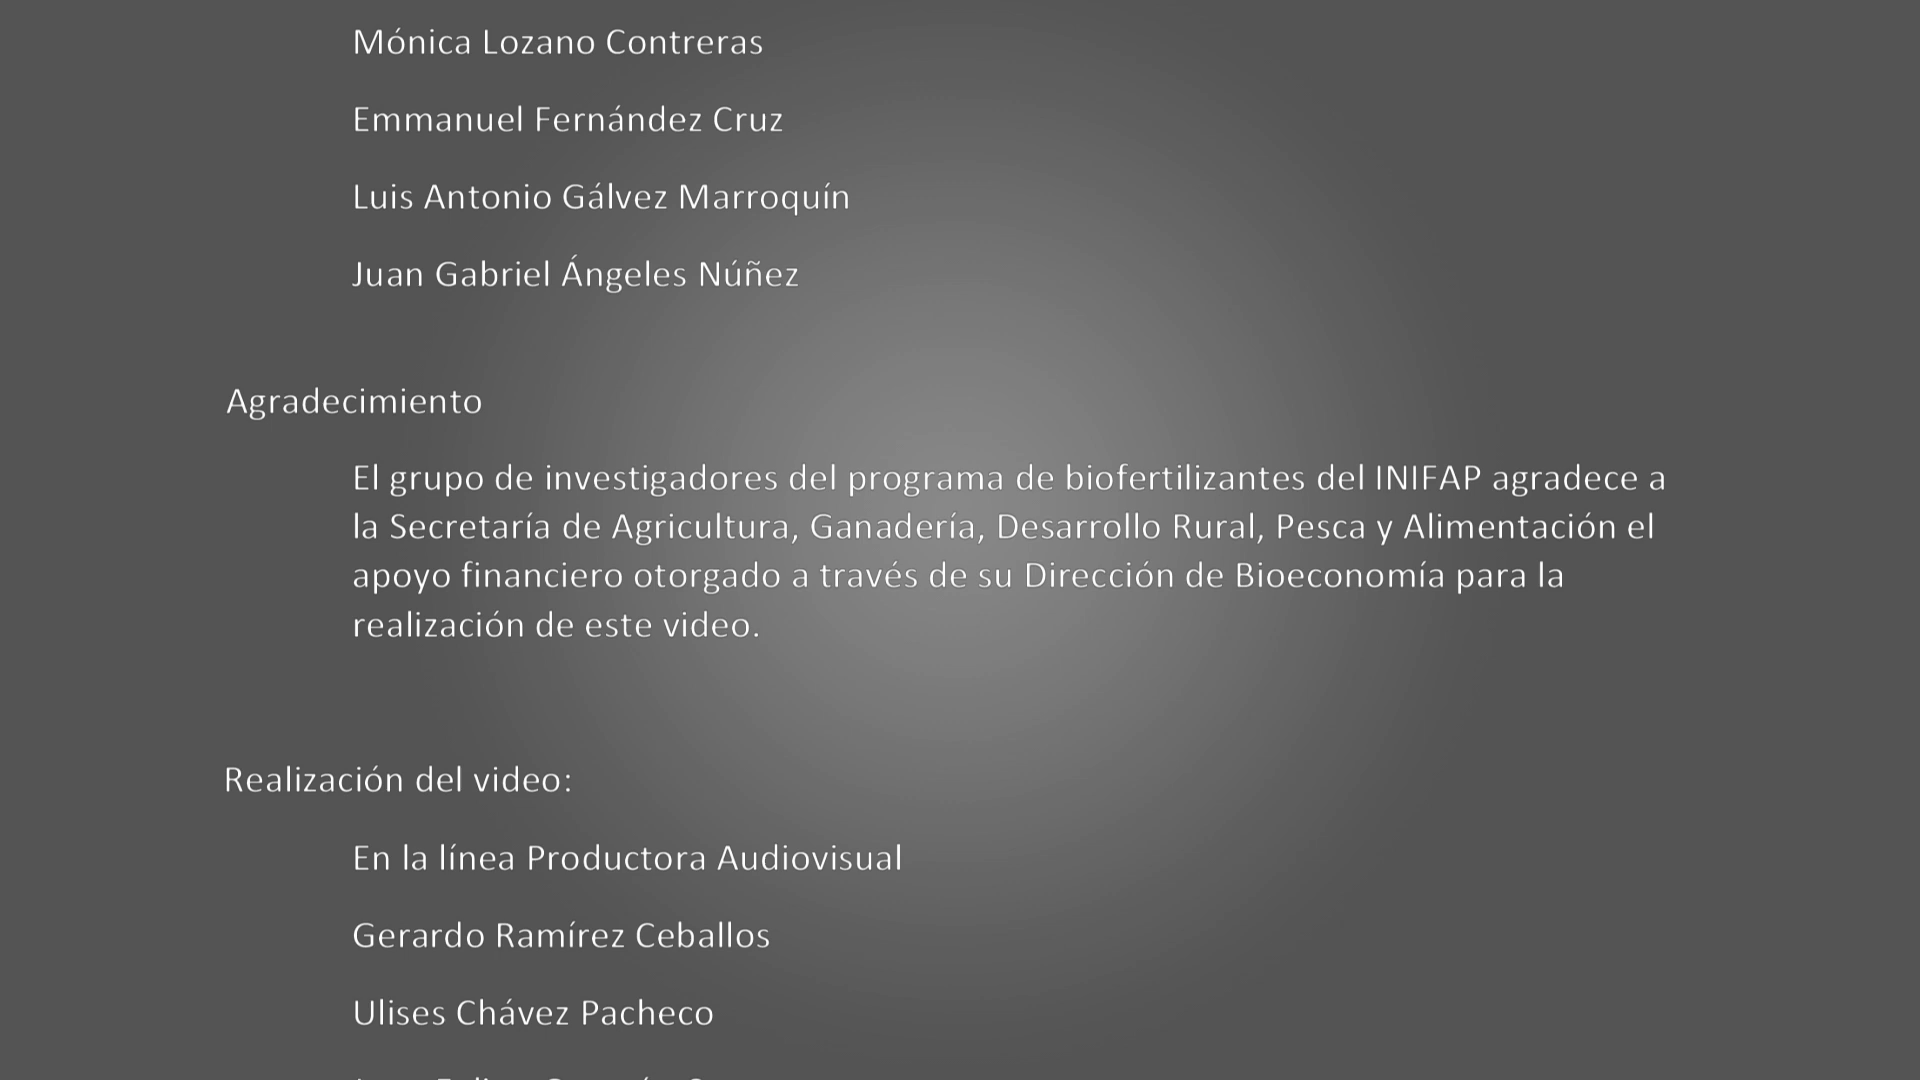 Mónica Lozano Contreras
Emmanuel Fernández Cruz
Luis Antonio Gálvez Marroquín
Juan Gabriel Ángeles Núñez
Agradecimiento
El grupo de investigadores del programa de biofertilizantes del INIFAP agradece a
la Secretaría de Agricultura, Ganadería, Desarrollo Rural, Pesca y Alimentación el
apoyo financiero otorgado a través de su Dirección de Bioeconomía para la
realización de este video.
Realización del video:
En la línea Productora Audiovisual
Gerardo Ramírez Ceballos
Ulises Chávez Pacheco